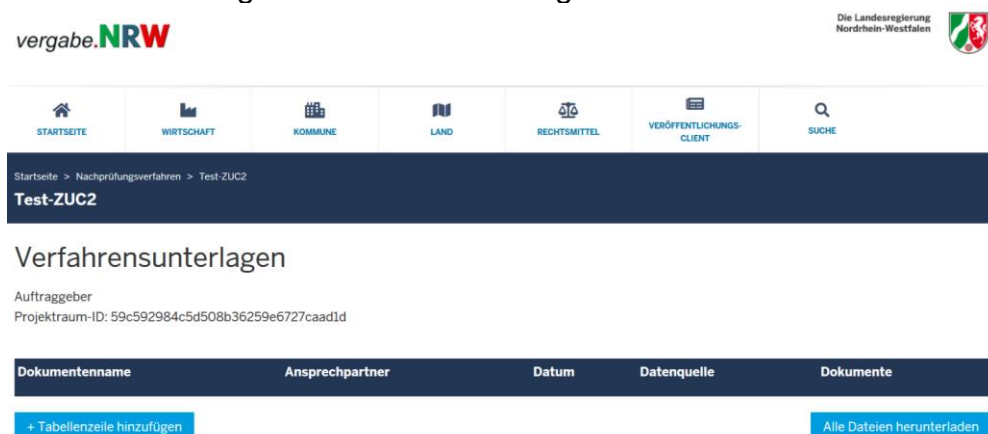 vergabe.NRW
Die Landesregierung
Nordrhein-Westfalen
STARTSEITE
WIRTSCHAFT
KOMMUNE
LAND
RECHTSMITTEL
VERÖFFENTLICHUNGS-
CLIENT
SUCHE
Startseite > Nachprüfungsverfahren > Test-ZUC2
Test-ZUC2
Verfahrensunterlagen
Auftraggeber
Projektraum-ID: 59c592984c5d508b36259e6727caad1d
Dokumentenname Ansprechpartner Datum Datenquelle Dokumente
+ Tabellenzeile hinzufügen Alle Dateien herunterladen